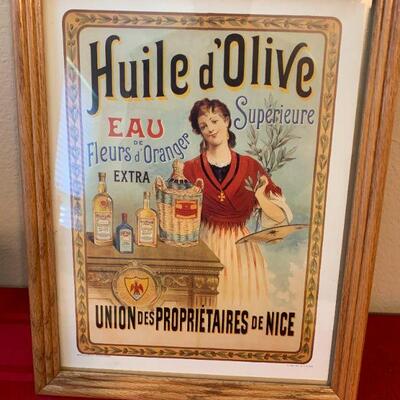 Huile d'Olive
Supérieure
EAU
DE
Fleurs d'Oranger
EXTRA
UNION DES PROPRIÉTAIRES DE NICE